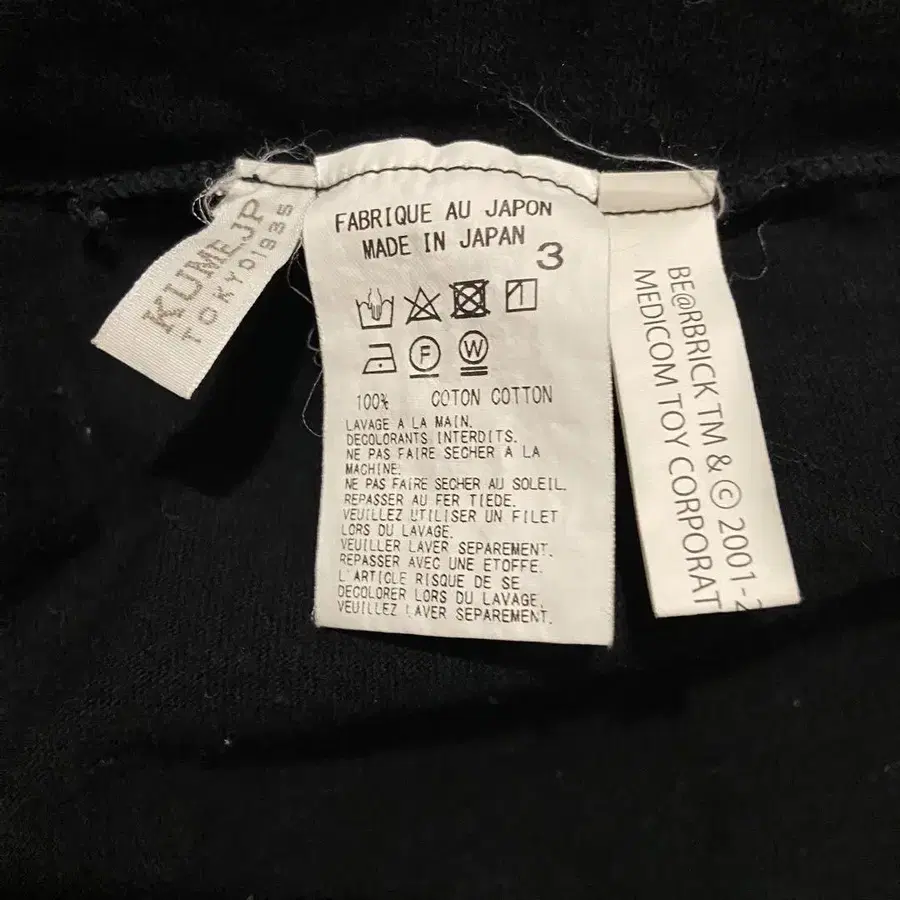 KUME.JP
TOKYO1935
FABRIQUE AU JAPON
MADE IN JAPAN
3
F
W
100% COTON COTTON
LAVAGE A LA MAIN.
DECOLORANTS INTERDITS.
NE PAS FAIRE SECHER A LA
MACHINE.
NE PAS FAIRE SECHER AU SOLEIL.
REPASSER AU FER TIEDE.
VEUILLEZ UTILISER UN FILET
LORS DU LAVAGE.
VEUILLER LAVER SEPAREMENT.
REPASSER AVEC UNE ETOFFE.
L'ARTICLE RISQUE DE SE
DECOLORER LORS DU LAVAGE.
VEUILLEZ LAVER SEPAREMENT.
BE@RBRICK TM & © 2001-
MEDICOM TOY CORPORAT